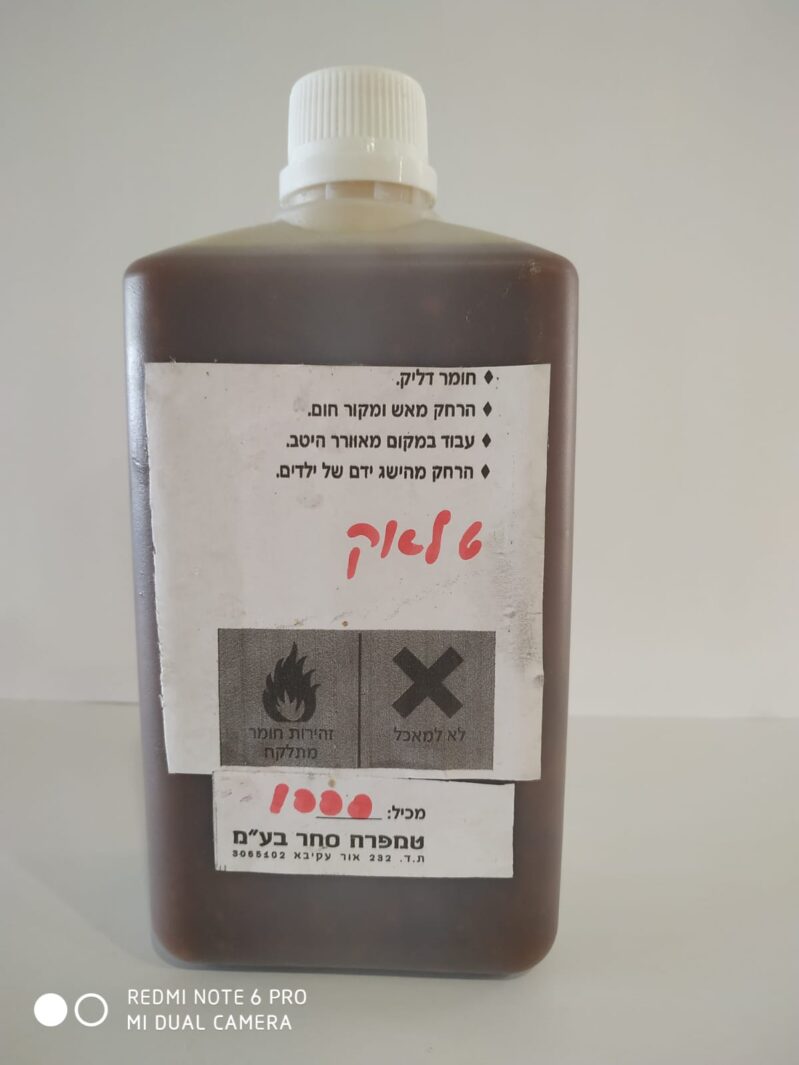 ♦ חומר דליק.
♦ הרחק מאש ומקור חום.
♦ עבוד במקום מאוורר היטב.
♦ הרחק מהישג ידם של ילדים.
טלאוק
זהירות חומר
מתלקח
לא למאכל
מכיל: 1000
טמפרה סחר בע״מ
ת.ד. 232 אור עקיבא 3065102
REDMI NOTE 6 PRO
MI DUAL CAMERA